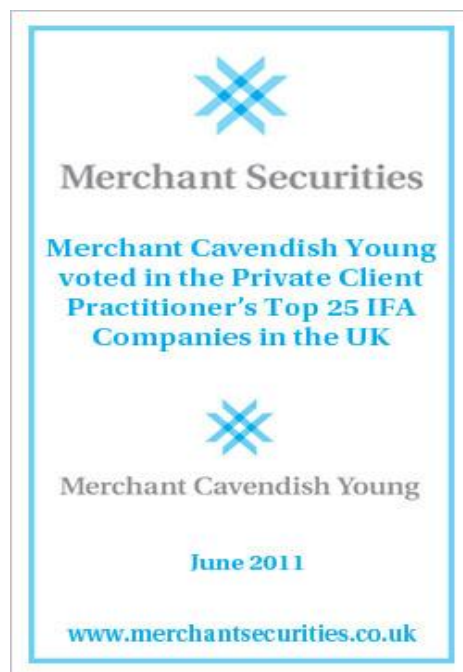 Merchant Securities
Merchant Cavendish Young
voted in the Private Client
Practitioner's Top 25 IFA
Companies in the UK
Merchant Cavendish Young
June 2011
www.merchantsecurities.co.uk